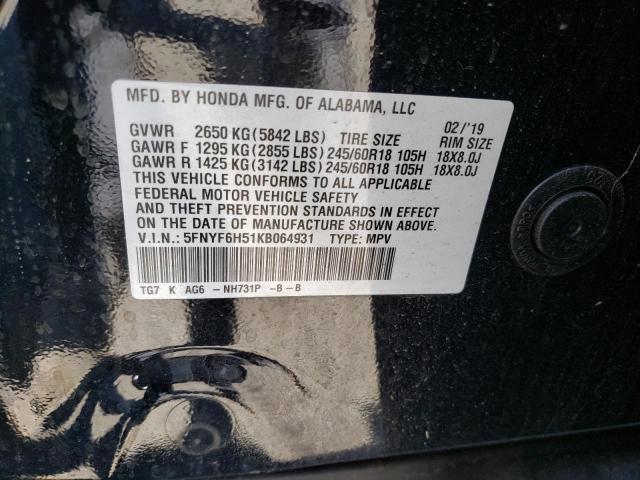 MFD. BY HONDA MFG. OF ALABAMA, LLC
GVWR 2650 KG(5842 LBS) TIRE SIZE 02/'19 RIM SIZE
GAWR F 1295 KG(2855 LBS)245/60R18 105H 18X8.0J
GAWR R 1425 KG(3142 LBS)245/60R18 105H 18X8.0J
THIS VEHICLE CONFORMS TO ALL APPLICABLE
FEDERAL MOTOR VEHICLE SAFETY
AND THEFT PREVENTION STANDARDS IN EFFECT
ON THE DATE OF MANUFACTURE SHOWN ABOVE.
V.I.N.: 5FNYF6H51KB064931 TYPE: MPV
TG7 K AG6 -NH731P -B-B